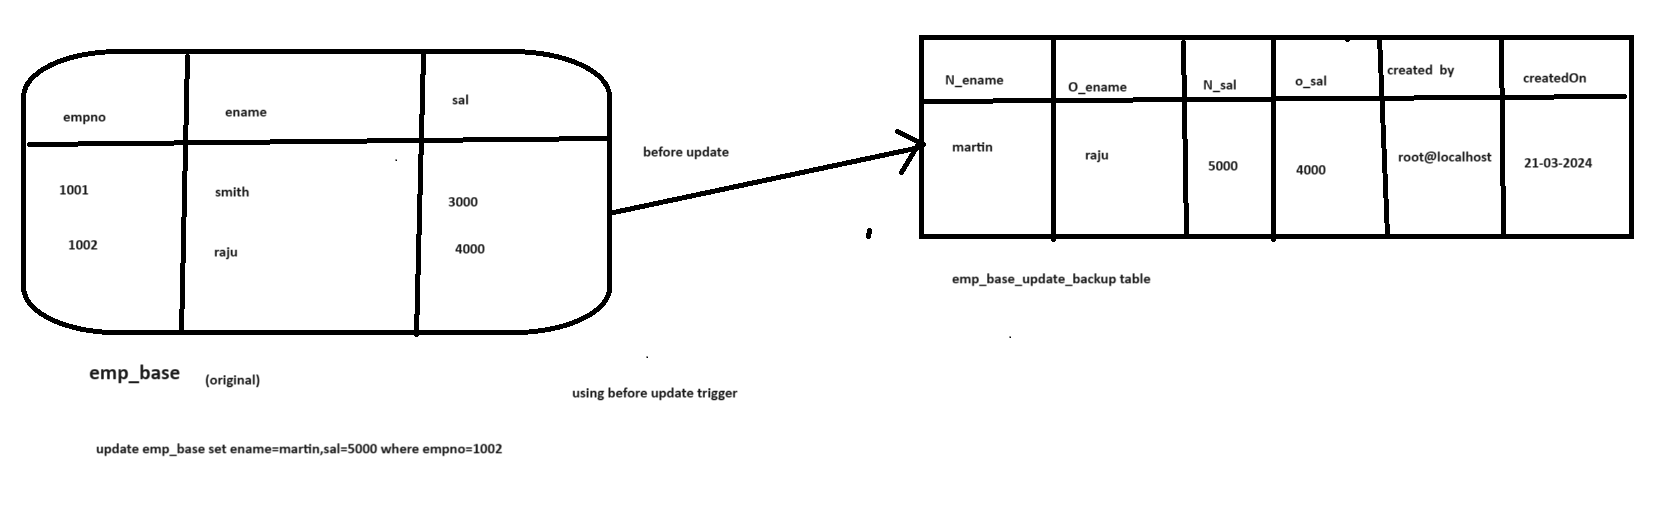 empno ename sal
1001 smith 3000
1002 raju 4000
emp_base (original)
before update
N_ename O_ename N_sal o_sal created by createdOn
martin raju 5000 4000 root@localhost 21-03-2024
emp_base_update_backup table
using before update trigger
update emp_base set ename=martin,sal=5000 where empno=1002